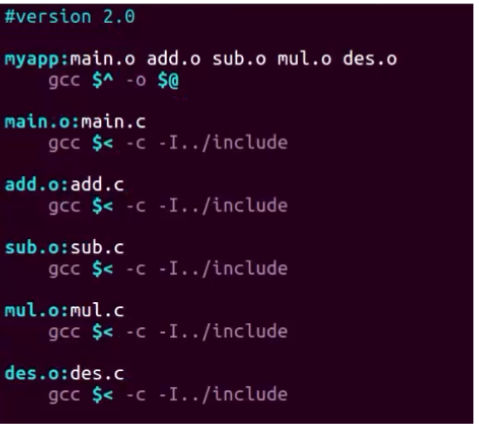 #version 2.0
myapp:main.o add.o sub.o mul.o des.o
gcc $^ -o $@
main.o:main.c
gcc $< -c -I../include
add.o:add.c
gcc $< -c -I../include
sub.o:sub.c
gcc $< -c -I../include
mul.o:mul.c
gcc $< -c -I../include
des.o:des.c
gcc $< -c -I../include